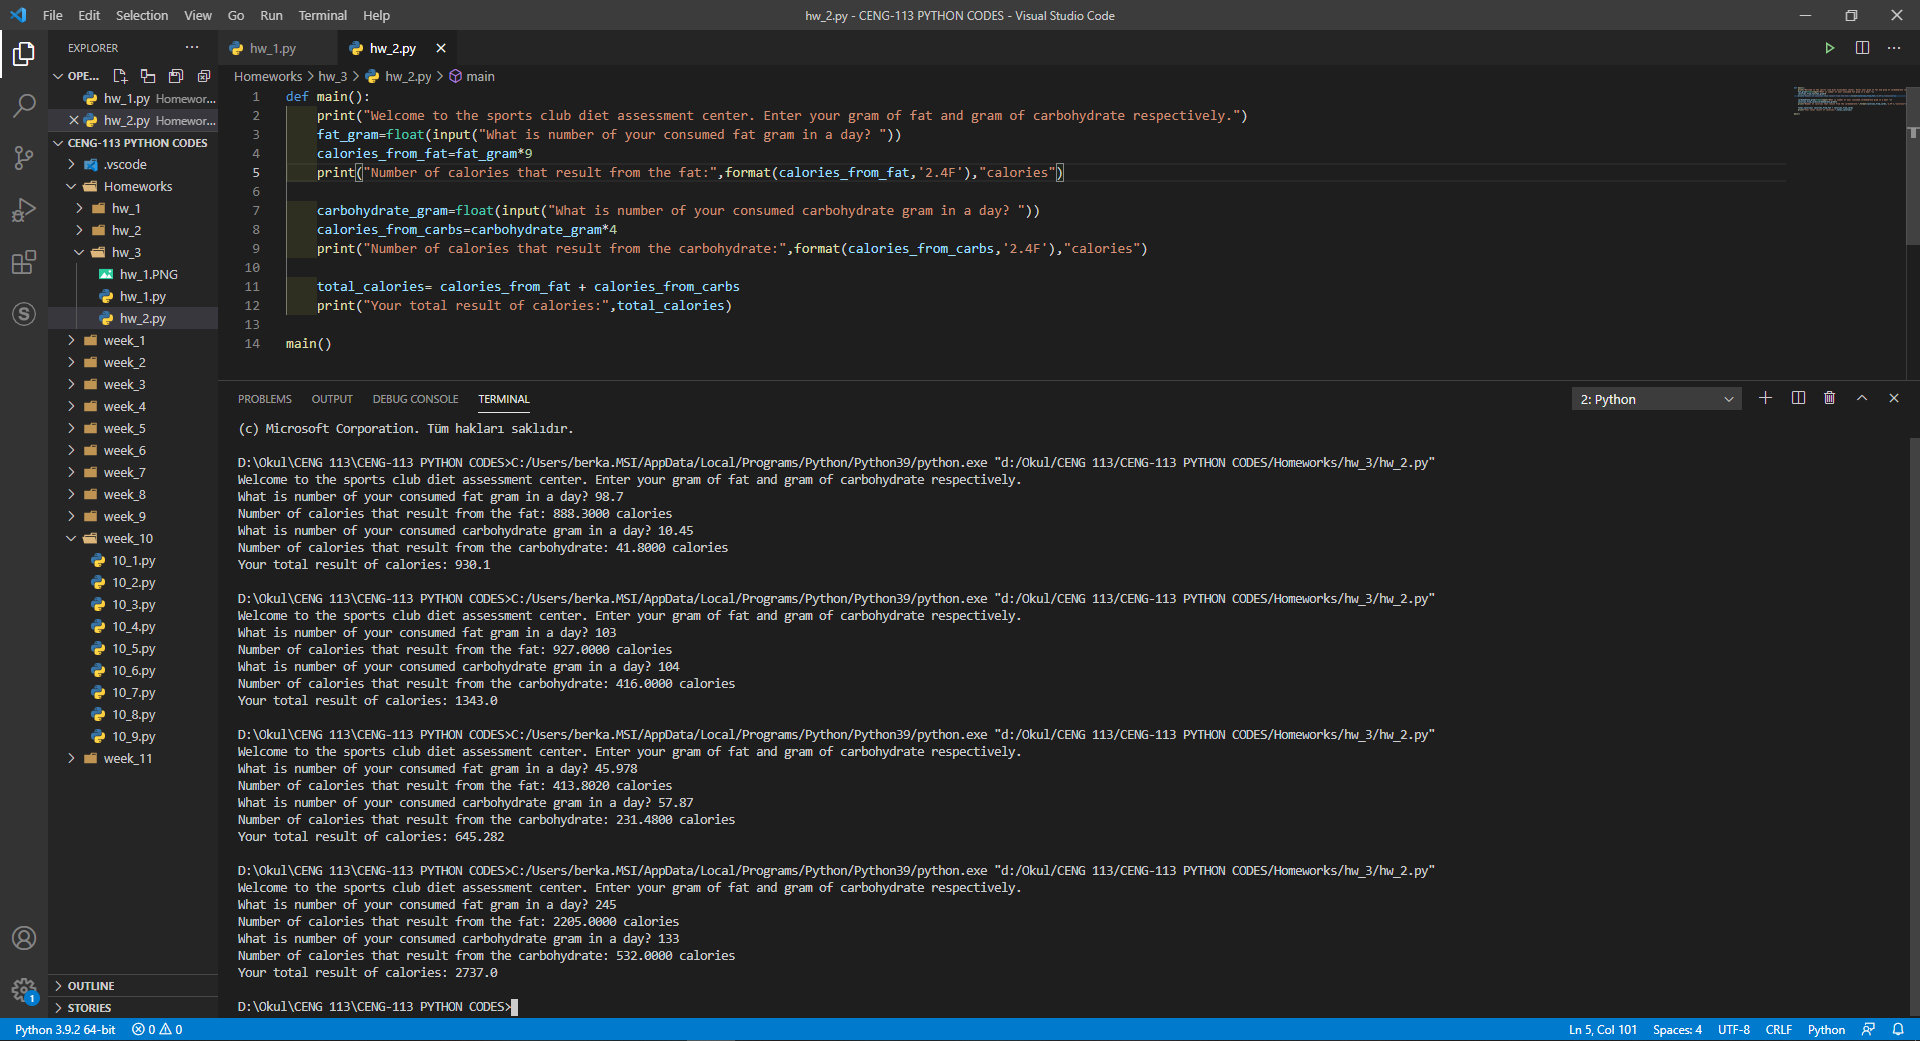 File Edit Selection View Go Run Terminal Help
hw_2.py - CENG-113 PYTHON CODES - Visual Studio Code
EXPLORER
OPE...
hw_1.py Homewor...
hw_2.py Homewor...
CENG-113 PYTHON CODES
.vscode
Homeworks
hw_1
hw_2
hw_3
hw_1.PNG
hw_1.py
hw_2.py
week_1
week_2
week_3
week_4
week_5
week_6
week_7
week_8
week_9
week_10
10_1.py
10_2.py
10_3.py
10_4.py
10_5.py
10_6.py
10_7.py
10_8.py
10_9.py
week_11
OUTLINE
STORIES
hw_1.py hw_2.py
Homeworks > hw_3 > hw_2.py > main
1 def main():
2 print("Welcome to the sports club diet assessment center. Enter your gram of fat and gram of carbohydrate respectively.")
3 fat_gram=float(input("What is number of your consumed fat gram in a day? "))
4 calories_from_fat=fat_gram*9
5 print("Number of calories that result from the fat:",format(calories_from_fat,'2.4F'),"calories")
6
7 carbohydrate_gram=float(input("What is number of your consumed carbohydrate gram in a day? "))
8 calories_from_carbs=carbohydrate_gram*4
9 print("Number of calories that result from the carbohydrate:",format(calories_from_carbs,'2.4F'),"calories")
10
11 total_calories= calories_from_fat + calories_from_carbs
12 print("Your total result of calories:",total_calories)
13
14 main()
PROBLEMS OUTPUT DEBUG CONSOLE TERMINAL
2: Python
(c) Microsoft Corporation. Tüm hakları saklıdır.
D:\Okul\CENG 113\CENG-113 PYTHON CODES>C:/Users/berka.MSI/AppData/Local/Programs/Python/Python39/python.exe "d:/Okul/CENG 113/CENG-113 PYTHON CODES/Homeworks/hw_3/hw_2.py"
Welcome to the sports club diet assessment center. Enter your gram of fat and gram of carbohydrate respectively.
What is number of your consumed fat gram in a day? 98.7
Number of calories that result from the fat: 888.3000 calories
What is number of your consumed carbohydrate gram in a day? 10.45
Number of calories that result from the carbohydrate: 41.8000 calories
Your total result of calories: 930.1
D:\Okul\CENG 113\CENG-113 PYTHON CODES>C:/Users/berka.MSI/AppData/Local/Programs/Python/Python39/python.exe "d:/Okul/CENG 113/CENG-113 PYTHON CODES/Homeworks/hw_3/hw_2.py"
Welcome to the sports club diet assessment center. Enter your gram of fat and gram of carbohydrate respectively.
What is number of your consumed fat gram in a day? 103
Number of calories that result from the fat: 927.0000 calories
What is number of your consumed carbohydrate gram in a day? 104
Number of calories that result from the carbohydrate: 416.0000 calories
Your total result of calories: 1343.0
D:\Okul\CENG 113\CENG-113 PYTHON CODES>C:/Users/berka.MSI/AppData/Local/Programs/Python/Python39/python.exe "d:/Okul/CENG 113/CENG-113 PYTHON CODES/Homeworks/hw_3/hw_2.py"
Welcome to the sports club diet assessment center. Enter your gram of fat and gram of carbohydrate respectively.
What is number of your consumed fat gram in a day? 45.978
Number of calories that result from the fat: 413.8020 calories
What is number of your consumed carbohydrate gram in a day? 57.87
Number of calories that result from the carbohydrate: 231.4800 calories
Your total result of calories: 645.282
D:\Okul\CENG 113\CENG-113 PYTHON CODES>C:/Users/berka.MSI/AppData/Local/Programs/Python/Python39/python.exe "d:/Okul/CENG 113/CENG-113 PYTHON CODES/Homeworks/hw_3/hw_2.py"
Welcome to the sports club diet assessment center. Enter your gram of fat and gram of carbohydrate respectively.
What is number of your consumed fat gram in a day? 245
Number of calories that result from the fat: 2205.0000 calories
What is number of your consumed carbohydrate gram in a day? 133
Number of calories that result from the carbohydrate: 532.0000 calories
Your total result of calories: 2737.0
D:\Okul\CENG 113\CENG-113 PYTHON CODES>
1
Python 3.9.2 64-bit 0 0
Ln 5, Col 101 Spaces: 4 UTF-8 CRLF Python